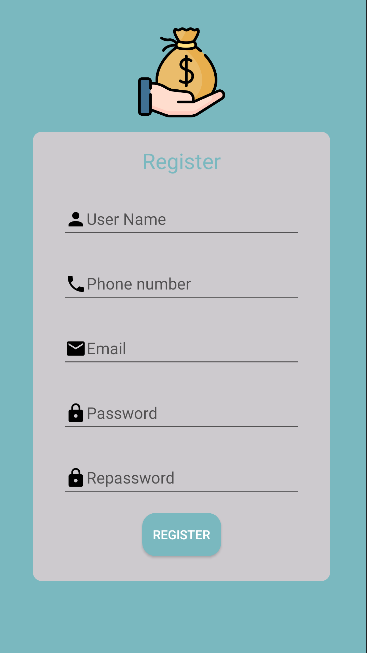 $
Register
User Name
Phone number
Email
Password
Repassword
REGISTER